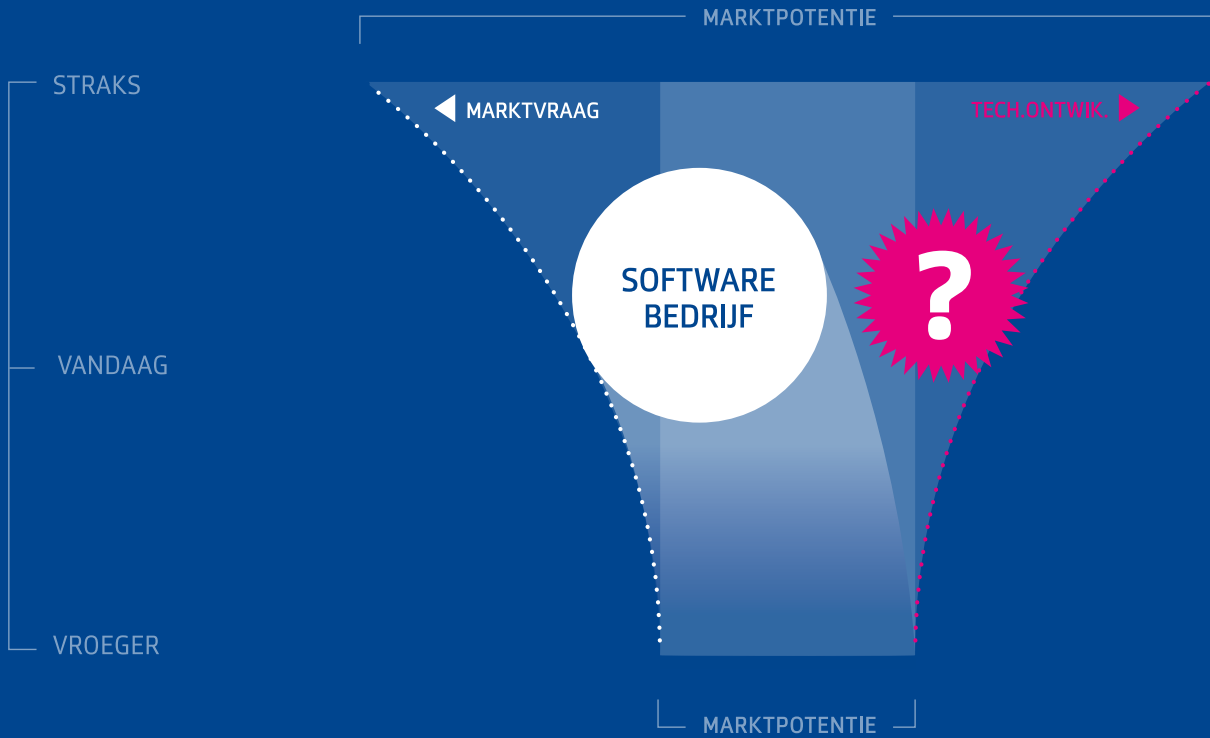 MARKTPOTENTIE
STRAKS
MARKTVRAAG
TECH.ONTWIK.
SOFTWARE
BEDRIJF
?
VANDAAG
VROEGER
MARKTPOTENTIE